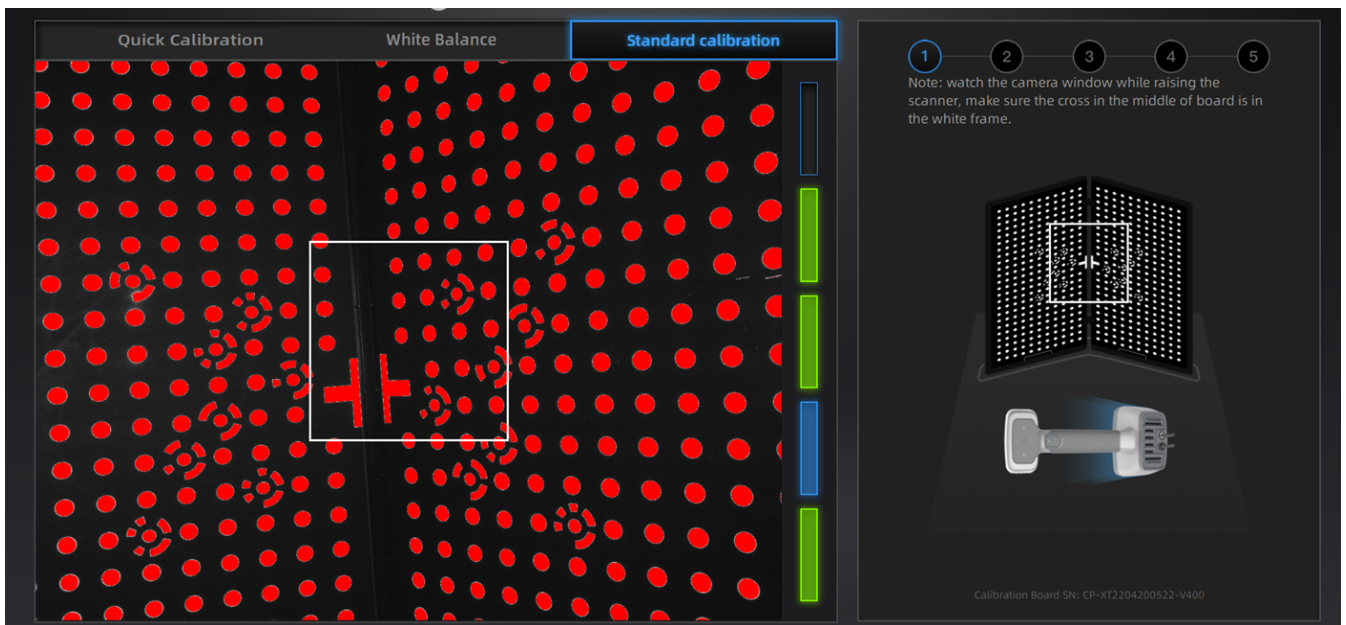 Quick Calibration
White Balance
Standard calibration
1
2
3
4
5
Note: watch the camera window while raising the
scanner, make sure the cross in the middle of board is in
the white frame.
Calibration Board SN: CP-XT2204200522-V400